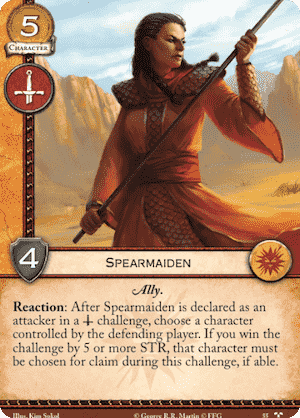 5
Character
4
Spearmaiden
Ally.
Reaction: After Spearmaiden is declared as an
attacker in a challenge, choose a character
controlled by the defending player. If you win the
challenge by 5 or more STR, that character must
be chosen for claim during this challenge, if able.
Illus. Kim Sokol
© George R.R. Martin © FFG